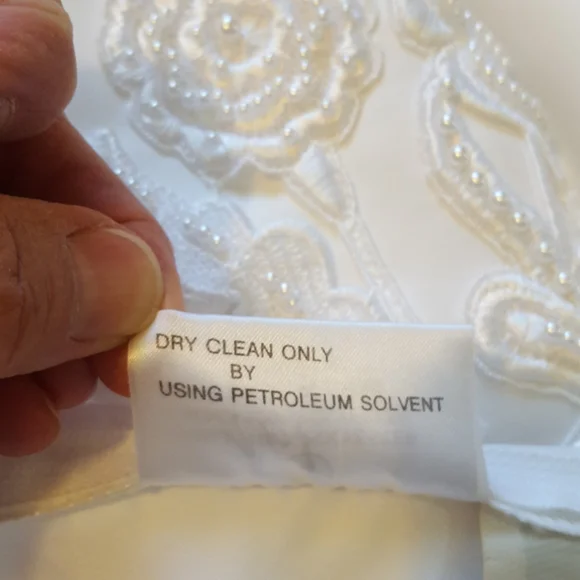 DRY CLEAN ONLY
BY
USING PETROLEUM SOLVENT